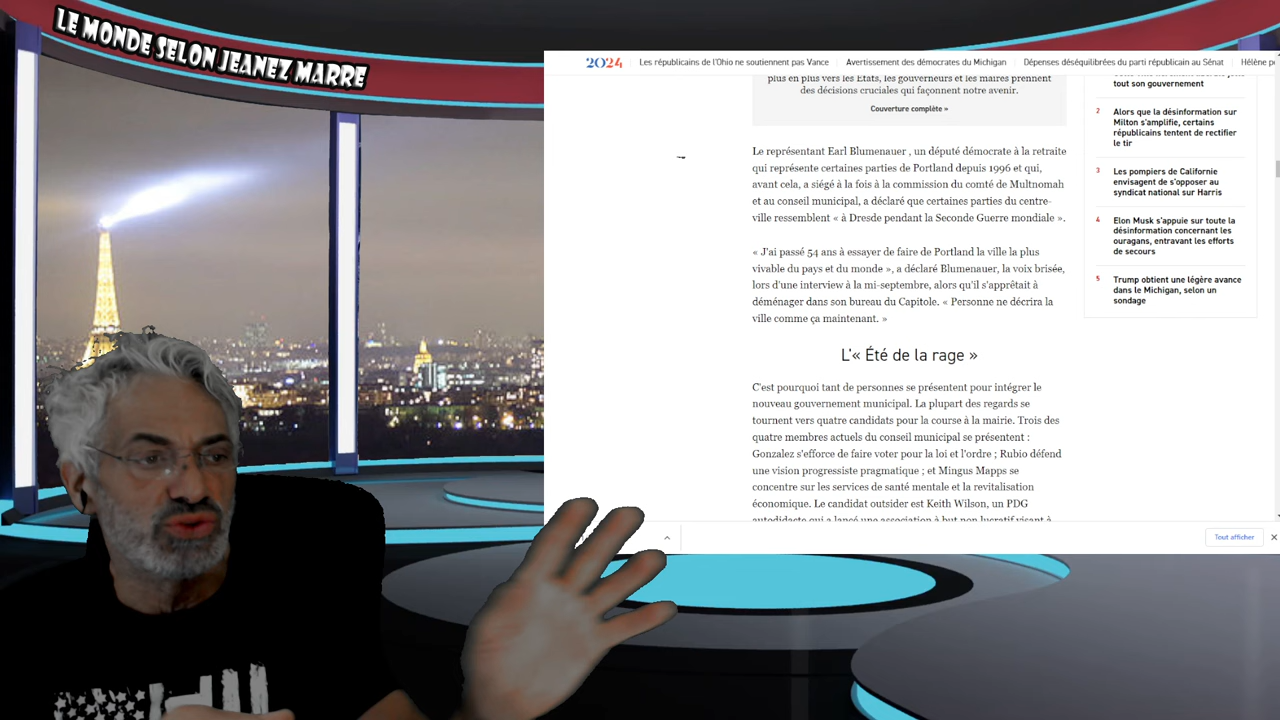 LE MONDE SELON JEANEZ MARRE
2024
Les républicains de l'Ohio ne soutiennent pas Vance
Avertissement des démocrates du Michigan
Dépenses déséquilibrées du parti républicain au Sénat
plus en plus vers les États, les gouverneurs et les maires prennent
des décisions cruciales qui façonnent notre avenir.
Couverture complète »
Le représentant Earl Blumenauer , un député démocrate à la retraite
qui représente certaines parties de Portland depuis 1996 et qui,
avant cela, a siégé à la fois à la commission du comté de Multnomah
et au conseil municipal, a déclaré que certaines parties du centre-
ville ressemblent « à Dresde pendant la Seconde Guerre mondiale ».
« J'ai passé 54 ans à essayer de faire de Portland la ville la plus
vivable du pays et du monde », a déclaré Blumenauer, la voix brisée,
lors d'une interview à la mi-septembre, alors qu'il s'apprêtait à
déménager dans son bureau du Capitole. « Personne ne décrira la
ville comme ça maintenant. »
L'« Été de la rage »
C'est pourquoi tant de personnes se présentent pour intégrer le
nouveau gouvernement municipal. La plupart des regards se
tournent vers quatre candidats pour la course à la mairie. Trois des
quatre membres actuels du conseil municipal se présentent :
Gonzalez s'efforce de faire voter pour la loi et l'ordre ; Rubio défend
une vision progressiste pragmatique ; et Mingus Mapps se
concentre sur les services de santé mentale et la revitalisation
économique. Le candidat outsider est Keith Wilson, un PDG
autodidacte qui a lancé une association à but non lucratif visant à
tout son gouvernement
2 Alors que la désinformation sur
Milton s'amplifie, certains
républicains tentent de rectifier
le tir
3 Les pompiers de Californie
envisagent de s'opposer au
syndicat national sur Harris
4 Elon Musk s'appuie sur toute la
désinformation concernant les
ouragans, entravant les efforts
de secours
5 Trump obtient une légère avance
dans le Michigan, selon un
sondage
Tout afficher